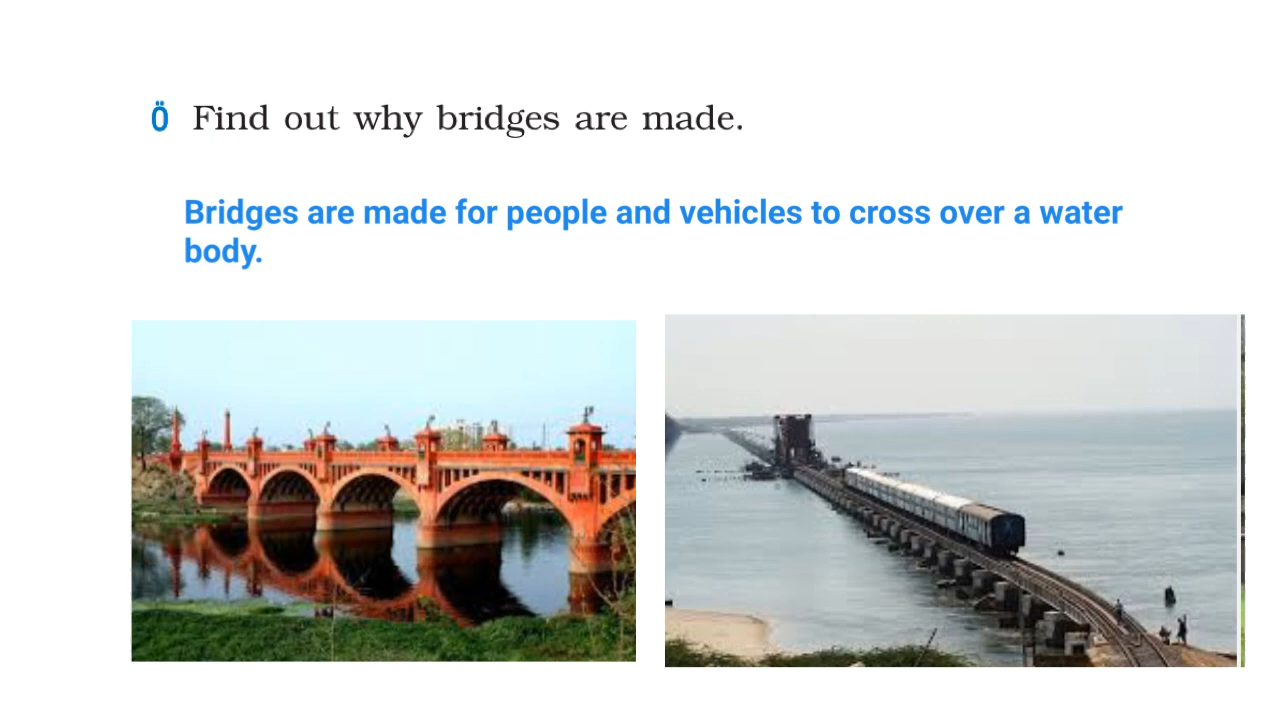 Ö Find out why bridges are made.
Bridges are made for people and vehicles to cross over a water
body.